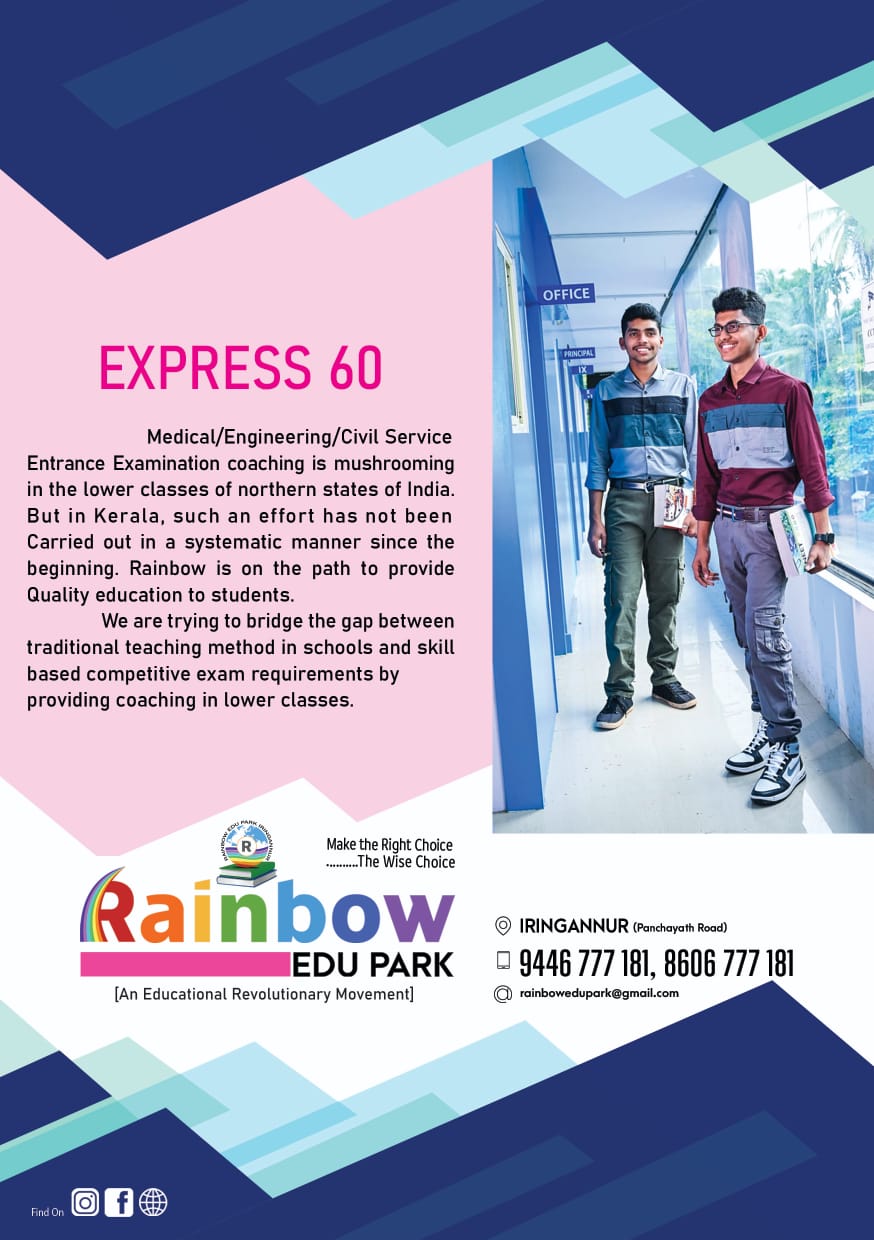 OFFICE
PRINCIPAL
IX
EXPRESS 60
Medical/Engineering/Civil Service
Entrance Examination coaching is mushrooming
in the lower classes of northern states of India.
But in Kerala, such an effort has not been
Carried out in a systematic manner since the
beginning. Rainbow is on the path to provide
Quality education to students.
We are trying to bridge the gap between
traditional teaching method in schools and skill
based competitive exam requirements by
providing coaching in lower classes.
RAINBOW EDU PARK IRINGANNUR
R
Make the Right Choice
..........The Wise Choice
Rainbow
EDU PARK
[An Educational Revolutionary Movement]
IRINGANNUR (Panchayath Road)
9446 777 181, 8606 777 181
rainbowedupark@gmail.com
Find On